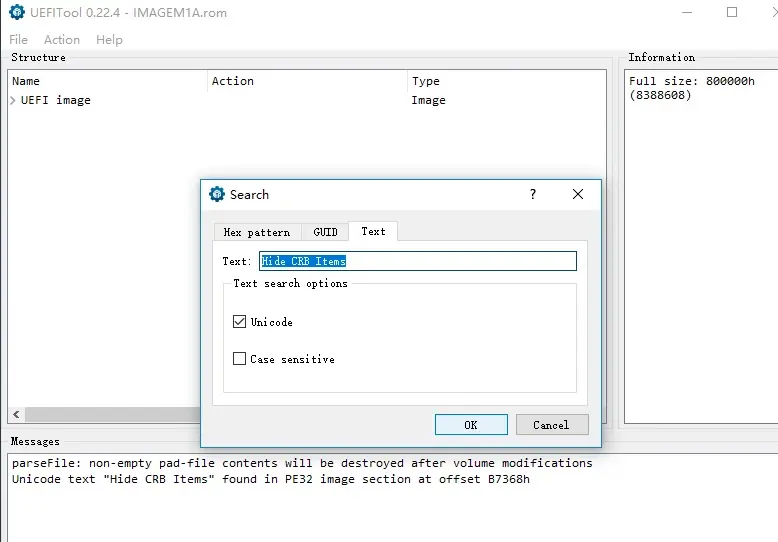 UEFITool 0.22.4 - IMAGEM1A.rom
File Action Help
Structure
Information
Name Action Type
UEFI image Image
Full size: 800000h
(8388608)
Search
?
Hex pattern GUID Text
Text: Hide CRB Items
Text search options
Unicode
Case sensitive
OK Cancel
Messages
parseFile: non-empty pad-file contents will be destroyed after volume modifications
Unicode text "Hide CRB Items" found in PE32 image section at offset B7368h